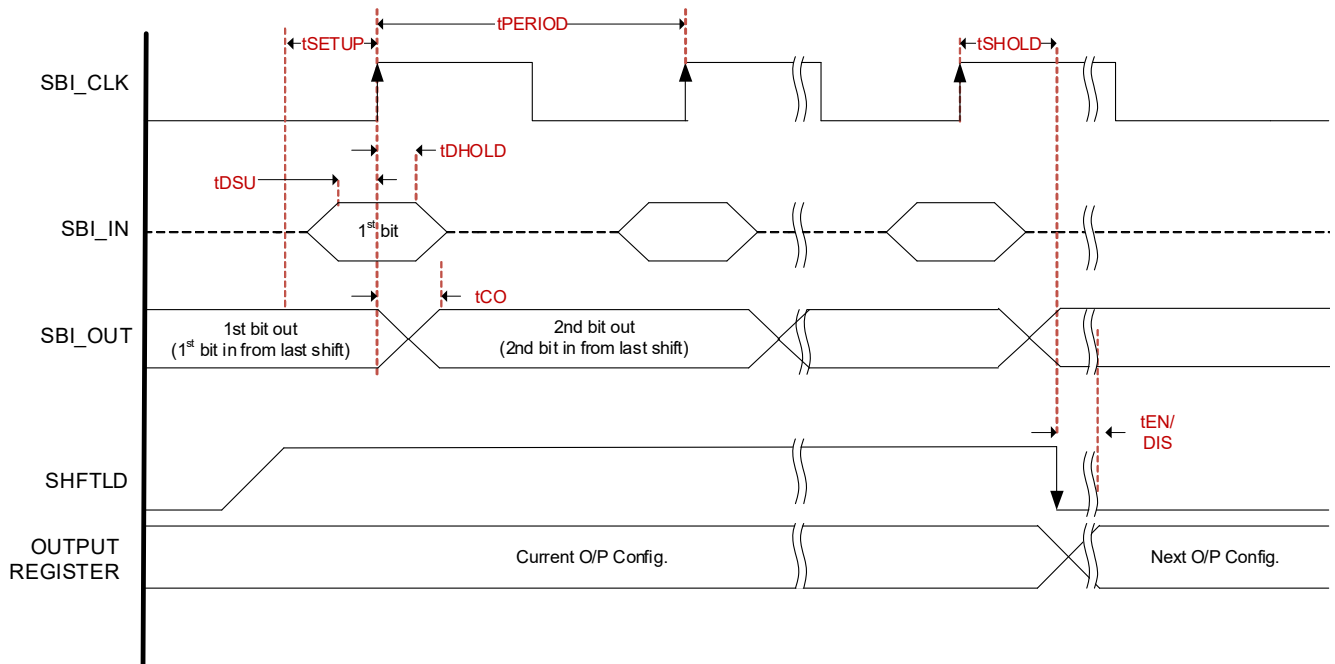 tPERIOD
tSETUP
tSHOLD
SBI_CLK
tDHOLD
tDSU
SBI_IN
1st bit
tCO
SBI_OUT
1st bit out
(1st bit in from last shift)
2nd bit out
(2nd bit in from last shift)
tEN/
DIS
SHFTLD
OUTPUT
REGISTER
Current O/P Config.
Next O/P Config.